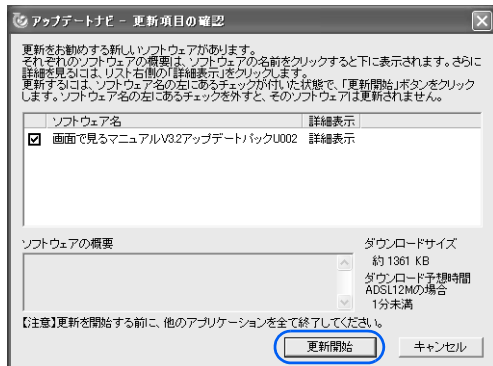 アップデートナビ - 更新項目の確認
更新をお勧めする新しいソフトウェアがあります。
それぞれのソフトウェアの概要は、ソフトウェアの名前をクリックすると下に表示されます。さらに
詳細を見るには、リスト右側の「詳細表示」をクリックします。
更新するには、ソフトウェア名の左にあるチェックが付いた状態で、「更新開始」ボタンをクリック
します。ソフトウェア名の左にあるチェックを外すと、そのソフトウェアは更新されません。
ソフトウェア名 詳細表示
画面で見るマニュアルV3.2アップデートパックU002 詳細表示
ソフトウェアの概要
ダウンロードサイズ
約 1361 KB
ダウンロード予想時間
ADSL12Mの場合
1分未満
【注意】更新を開始する前に、他のアプリケーションを全て終了してください。
更新開始 キャンセル